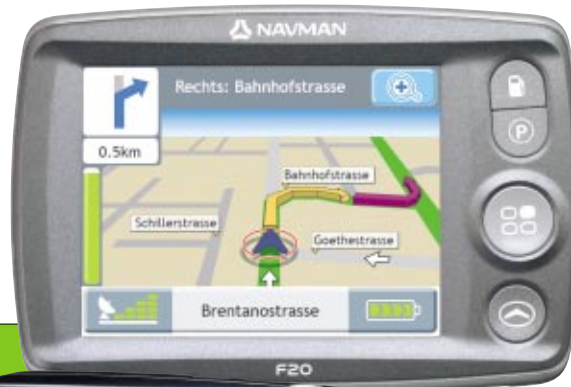 NAVMAN
Rechts: Bahnhofstrasse
0.5km
Bahnhofstrasse
Schillerstrasse
Goethestrasse
Brentanostrasse
P
F20